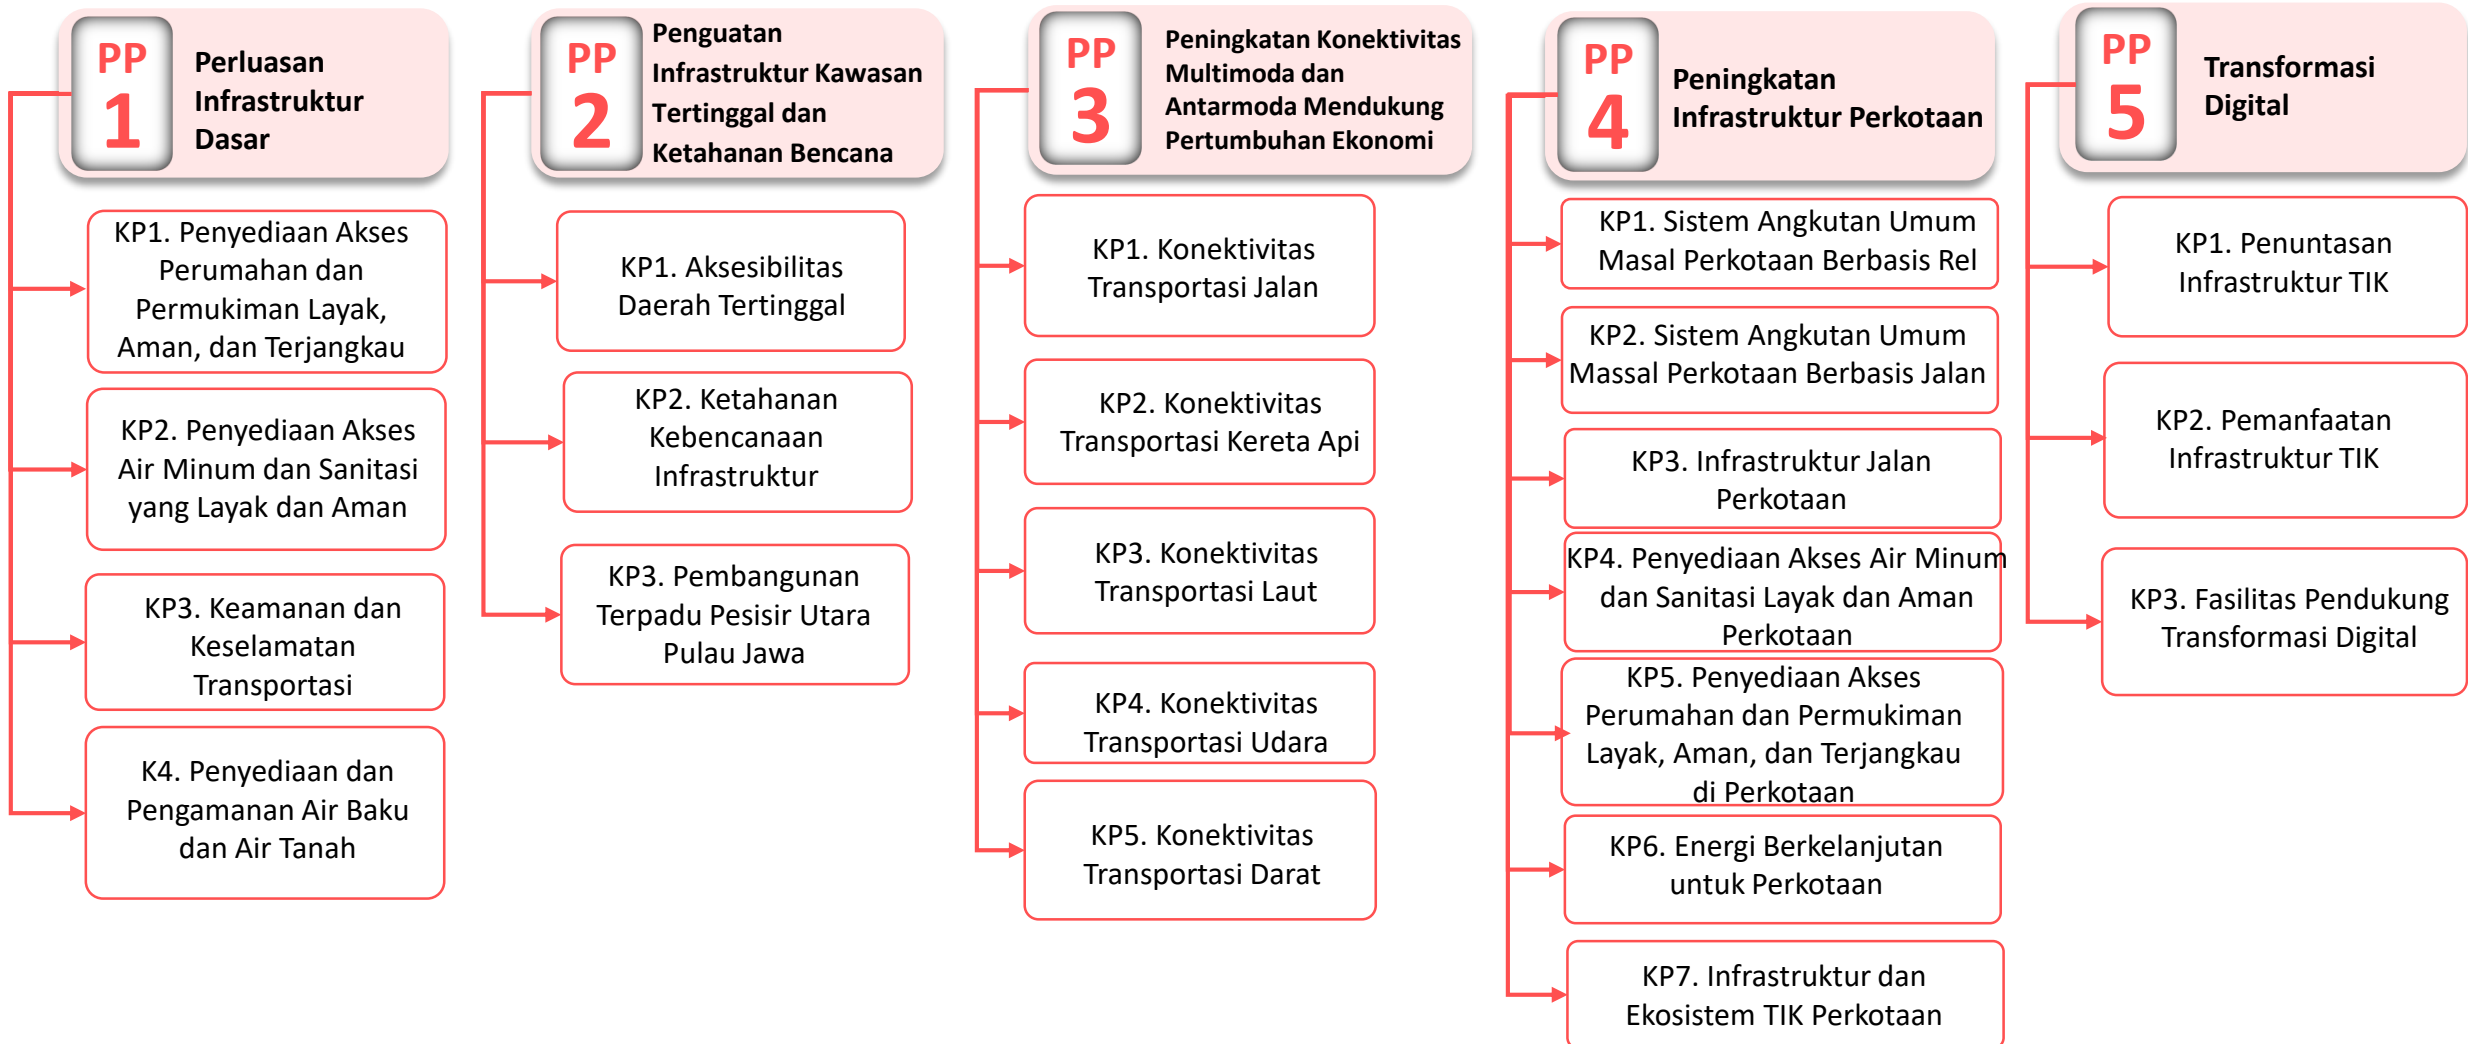 PP
1
Perluasan
Infrastruktur
Dasar
KP1. Penyediaan Akses
Perumahan dan
Permukiman Layak,
Aman, dan Terjangkau
KP2. Penyediaan Akses
Air Minum dan Sanitasi
yang Layak dan Aman
KP3. Keamanan dan
Keselamatan
Transportasi
K4. Penyediaan dan
Pengamanan Air Baku
dan Air Tanah
PP
2
Penguatan
Infrastruktur Kawasan
Tertinggal dan
Ketahanan Bencana
KP1. Aksesibilitas
Daerah Tertinggal
KP2. Ketahanan
Kebencanaan
Infrastruktur
KP3. Pembangunan
Terpadu Pesisir Utara
Pulau Jawa
PP
3
Peningkatan Konektivitas
Multimoda dan
Antarmoda Mendukung
Pertumbuhan Ekonomi
KP1. Konektivitas
Transportasi Jalan
KP2. Konektivitas
Transportasi Kereta Api
KP3. Konektivitas
Transportasi Laut
KP4. Konektivitas
Transportasi Udara
KP5. Konektivitas
Transportasi Darat
PP
4
Peningkatan
Infrastruktur Perkotaan
KP1. Sistem Angkutan Umum
Masal Perkotaan Berbasis Rel
KP2. Sistem Angkutan Umum
Massal Perkotaan Berbasis Jalan
KP3. Infrastruktur Jalan
Perkotaan
KP4. Penyediaan Akses Air Minum
dan Sanitasi Layak dan Aman
Perkotaan
KP5. Penyediaan Akses
Perumahan dan Permukiman
Layak, Aman, dan Terjangkau
di Perkotaan
KP6. Energi Berkelanjutan
untuk Perkotaan
KP7. Infrastruktur dan
Ekosistem TIK Perkotaan
PP
5
Transformasi
Digital
KP1. Penuntasan
Infrastruktur TIK
KP2. Pemanfaatan
Infrastruktur TIK
KP3. Fasilitas Pendukung
Transformasi Digital